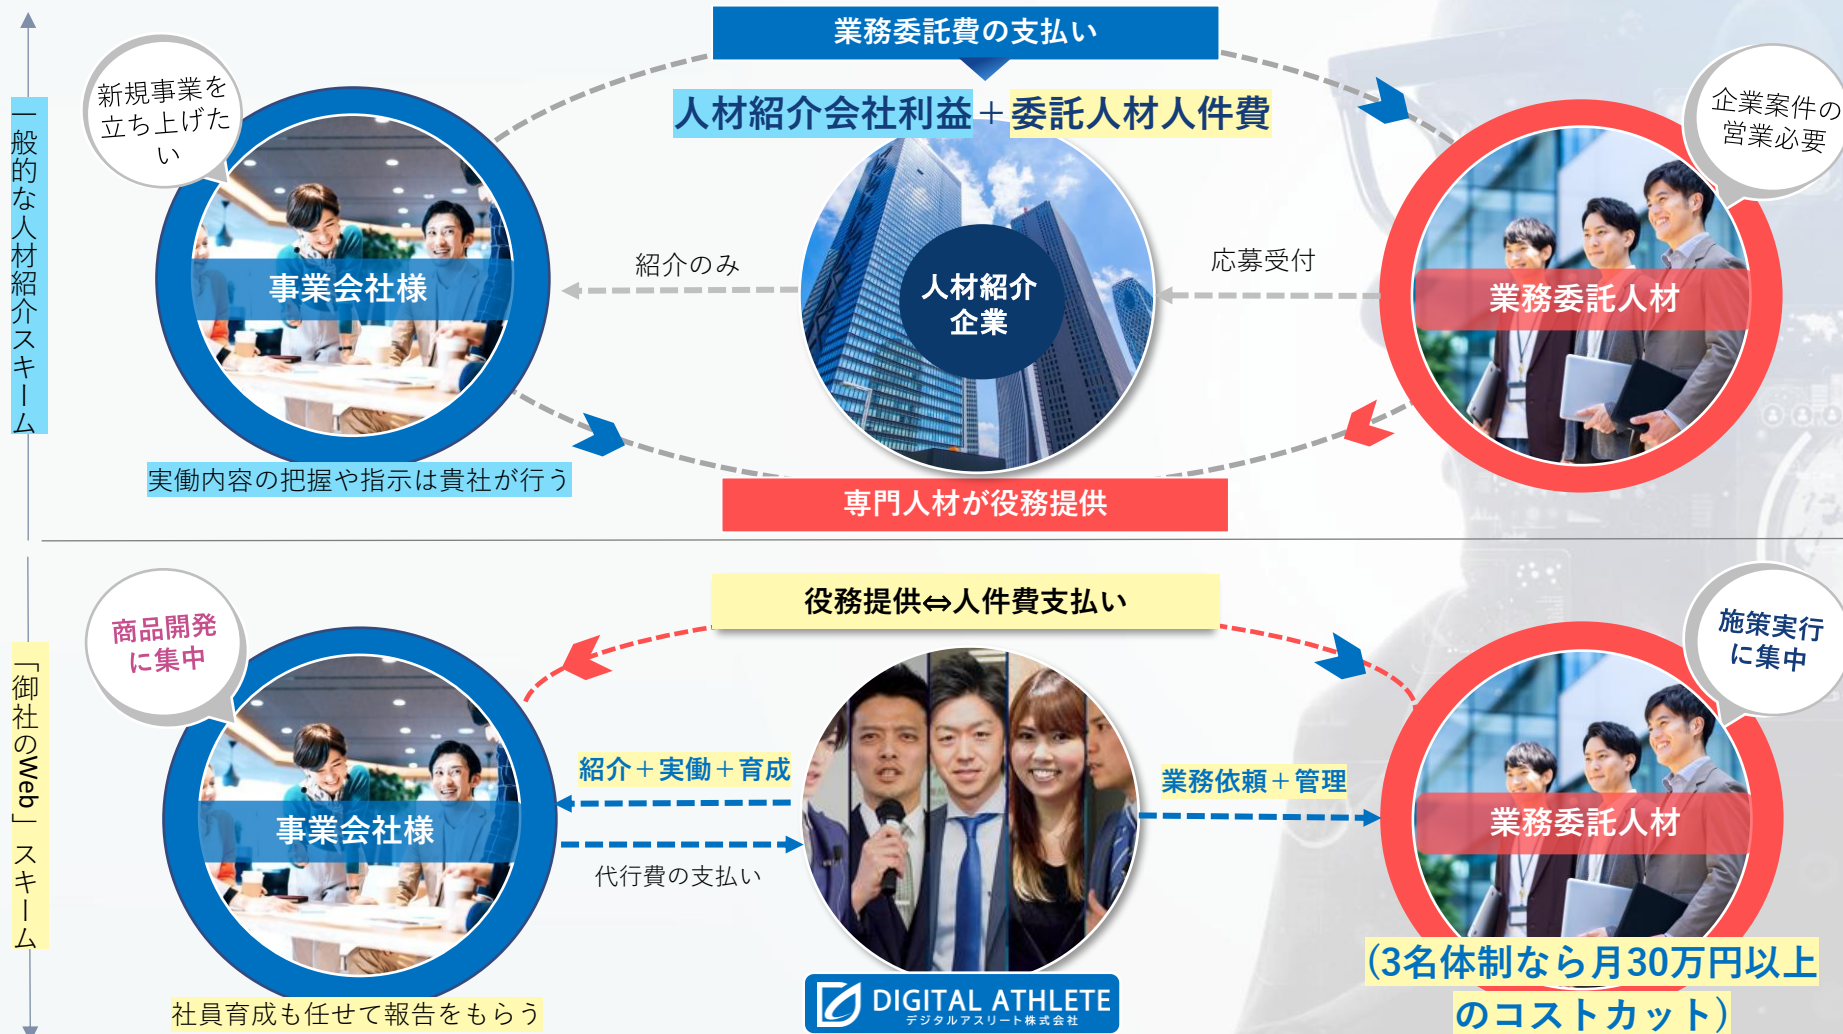 一般的な人材紹介スキーム
業務委託費の支払い
人材紹介会社利益＋委託人材人件費
新規事業を
立ち上げた
い
企業案件の
営業必要
事業会社様
紹介のみ
人材紹介
企業
応募受付
業務委託人材
実働内容の把握や指示は貴社が行う
専門人材が役務提供
「御社のWeb」スキーム
役務提供⇔人件費支払い
商品開発
に集中
施策実行
に集中
事業会社様
紹介＋実働＋育成
代行費の支払い
業務依頼＋管理
業務委託人材
社員育成も任せて報告をもらう
DIGITAL ATHLETE
デジタルアスリート株式会社
(3名体制なら月30万円以上
のコストカット)